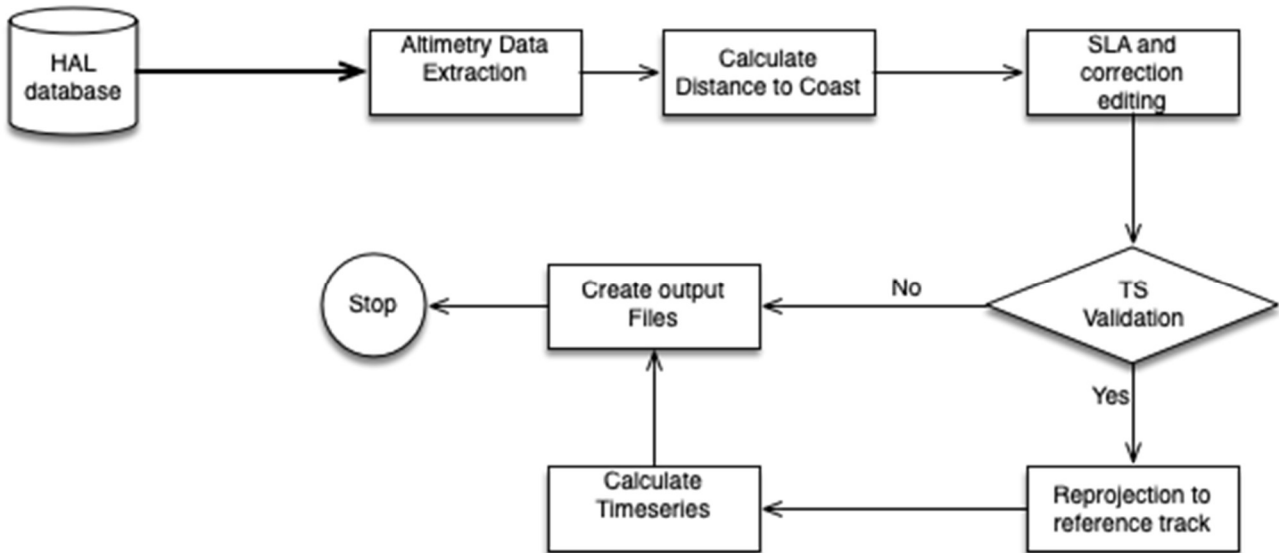 HAL
database
Altimetry Data
Extraction
Calculate
Distance to Coast
SLA and
correction
editing
TS
Validation
No
Create output
Files
Stop
Yes
Reprojection to
reference track
Calculate
Timeseries